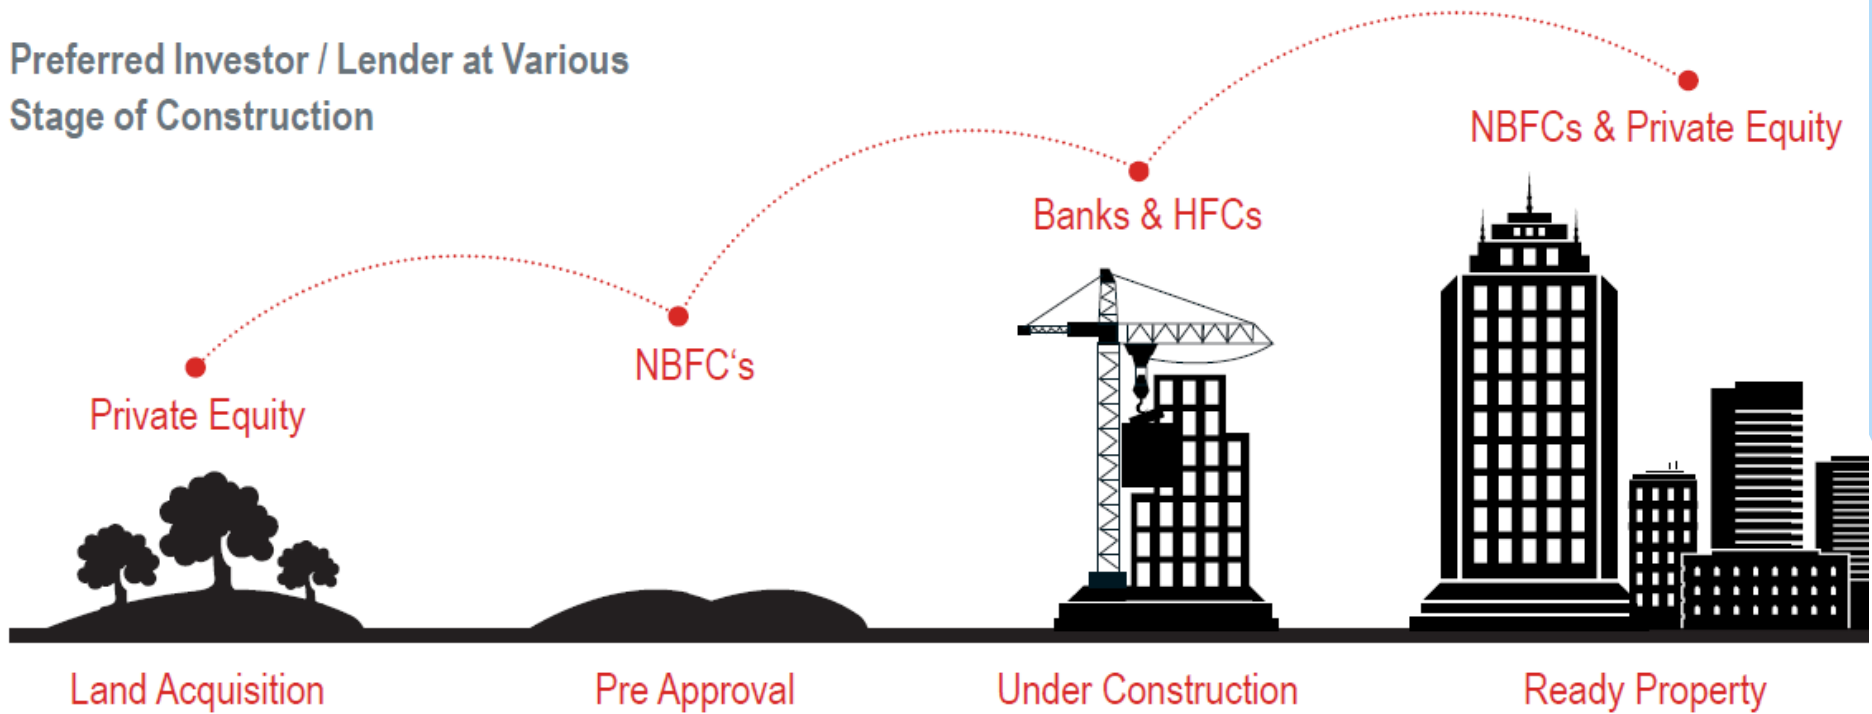 Preferred Investor / Lender at Various
Stage of Construction
NBFCs & Private Equity
Banks & HFCs
NBFC‘s
Private Equity
Land Acquisition
Pre Approval
Under Construction
Ready Property